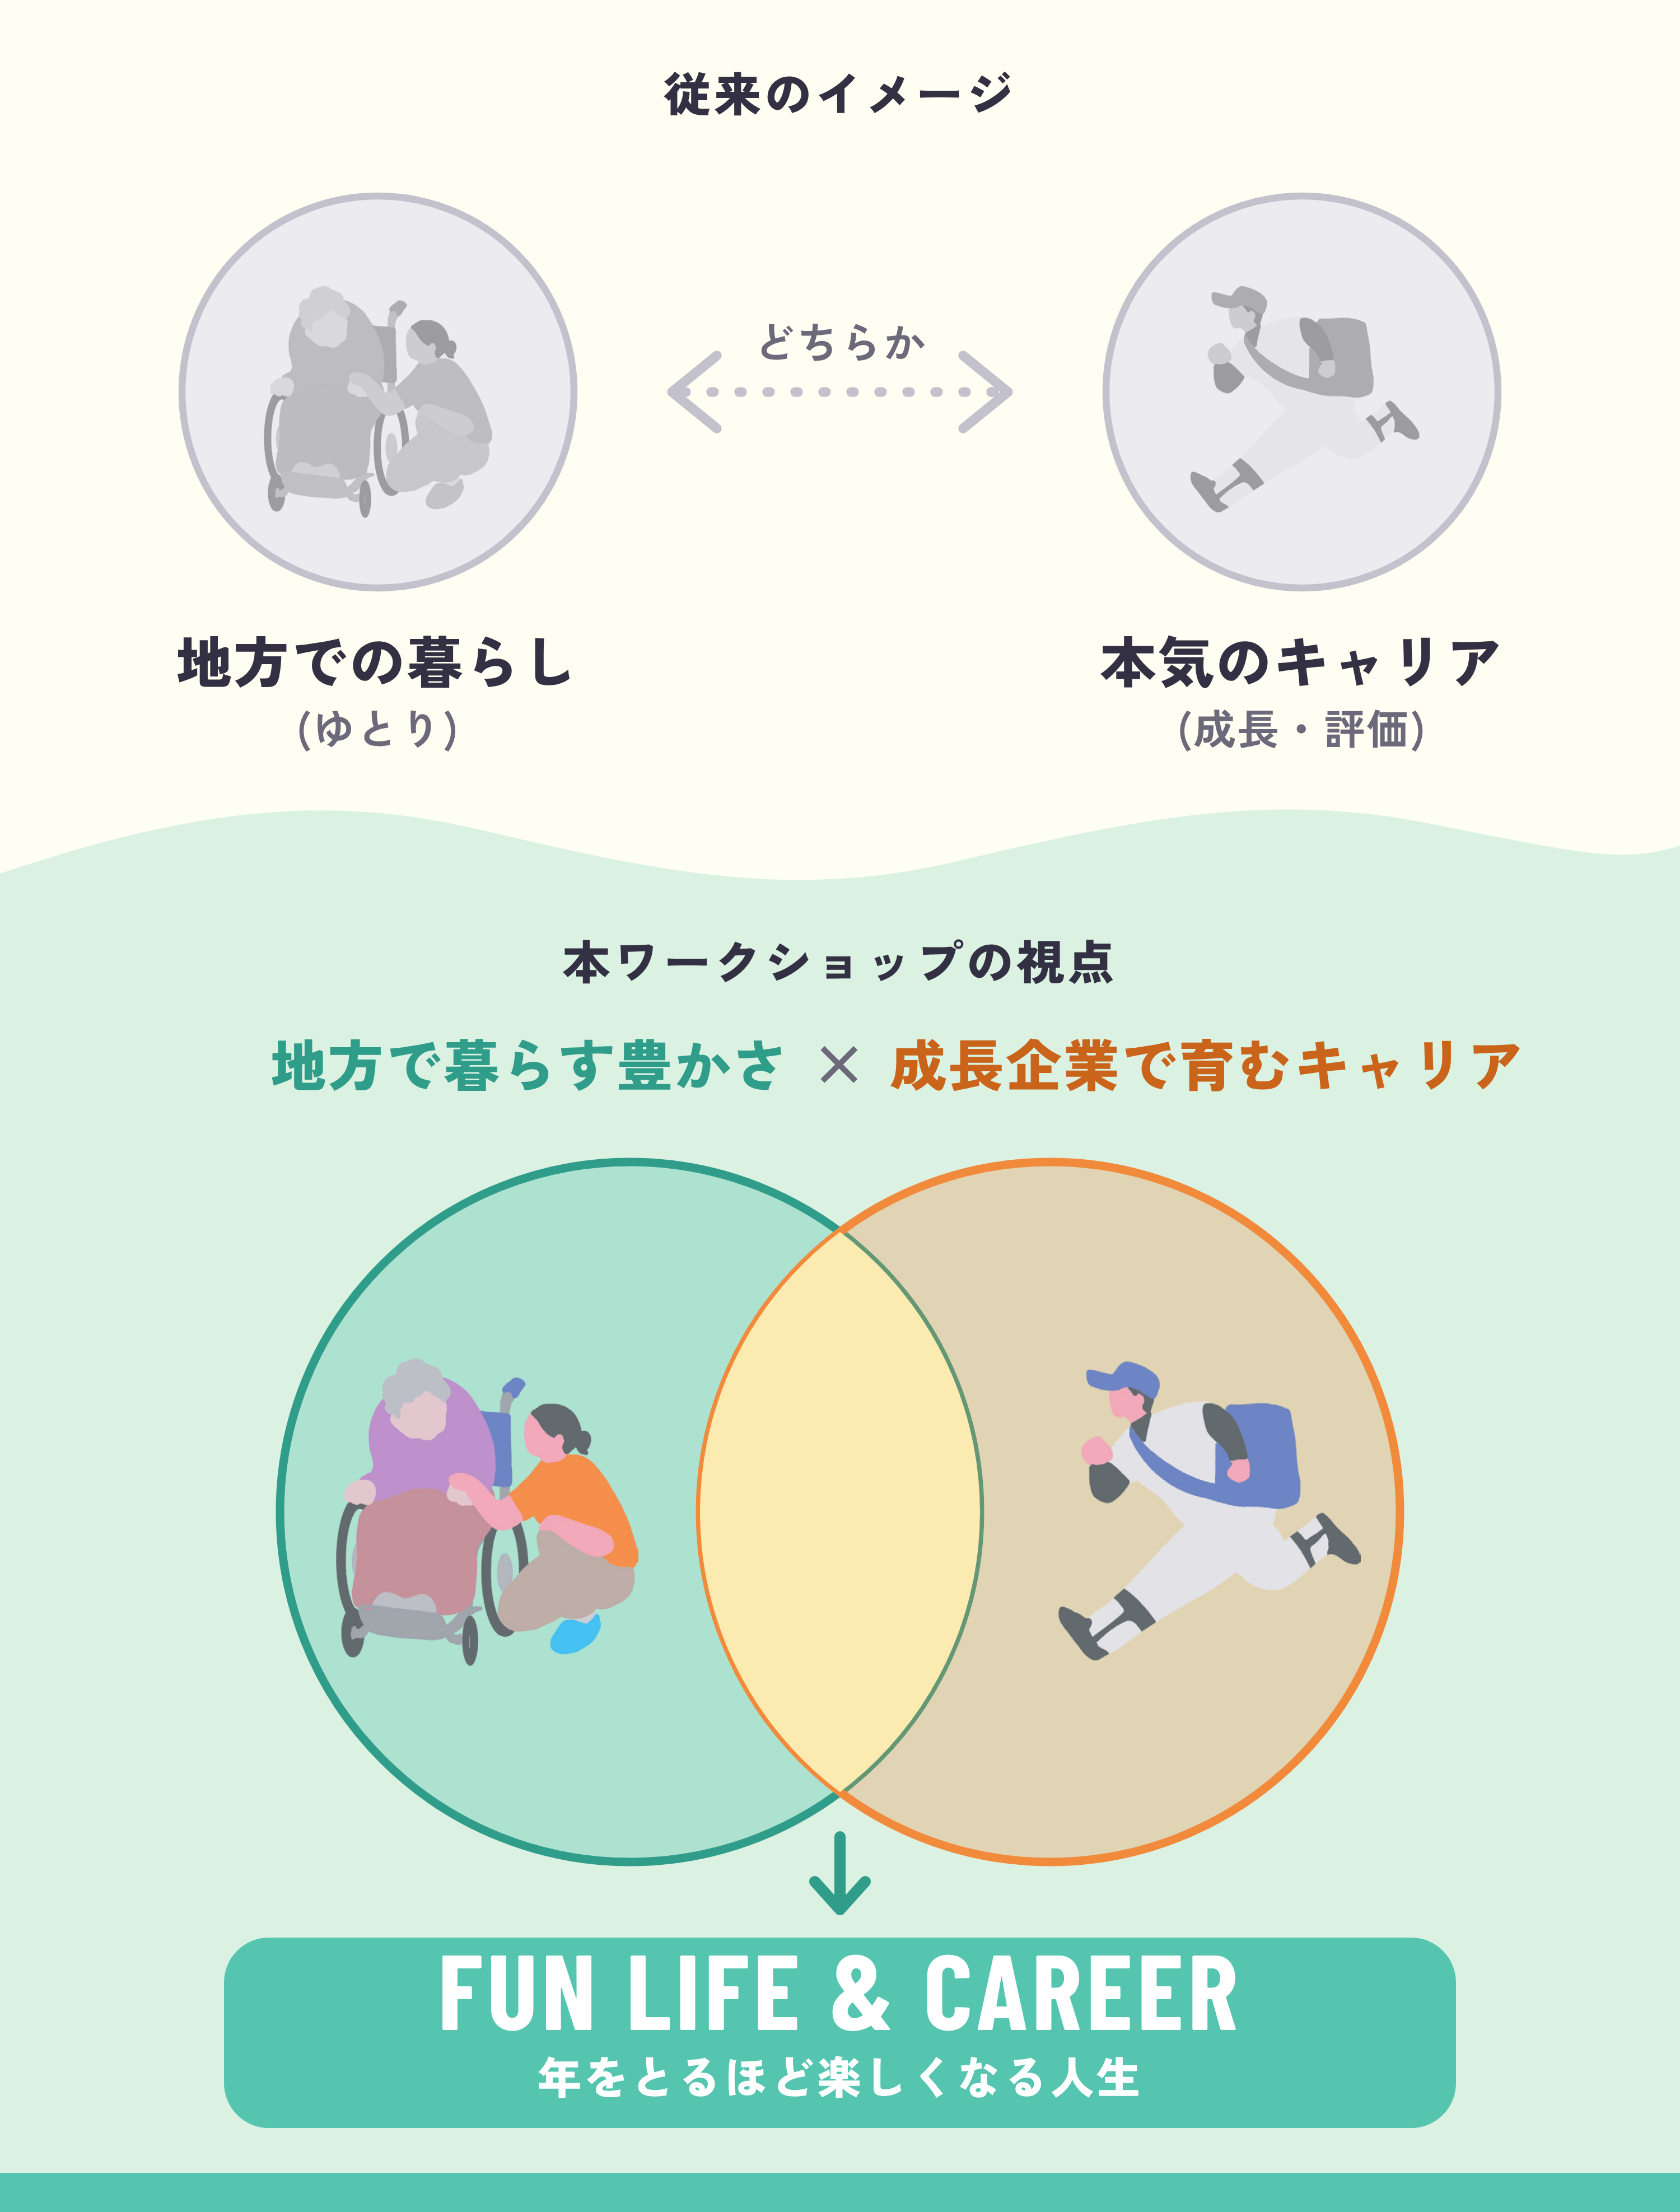 従来のイメージ
どちらか
地方での暮らし
(ゆとり)
本気のキャリア
(成長・評価)
本ワークショップの視点
地方で暮らす豊かさ × 成長企業で育むキャリア
FUN LIFE & CAREER
年をとるほど楽しくなる人生